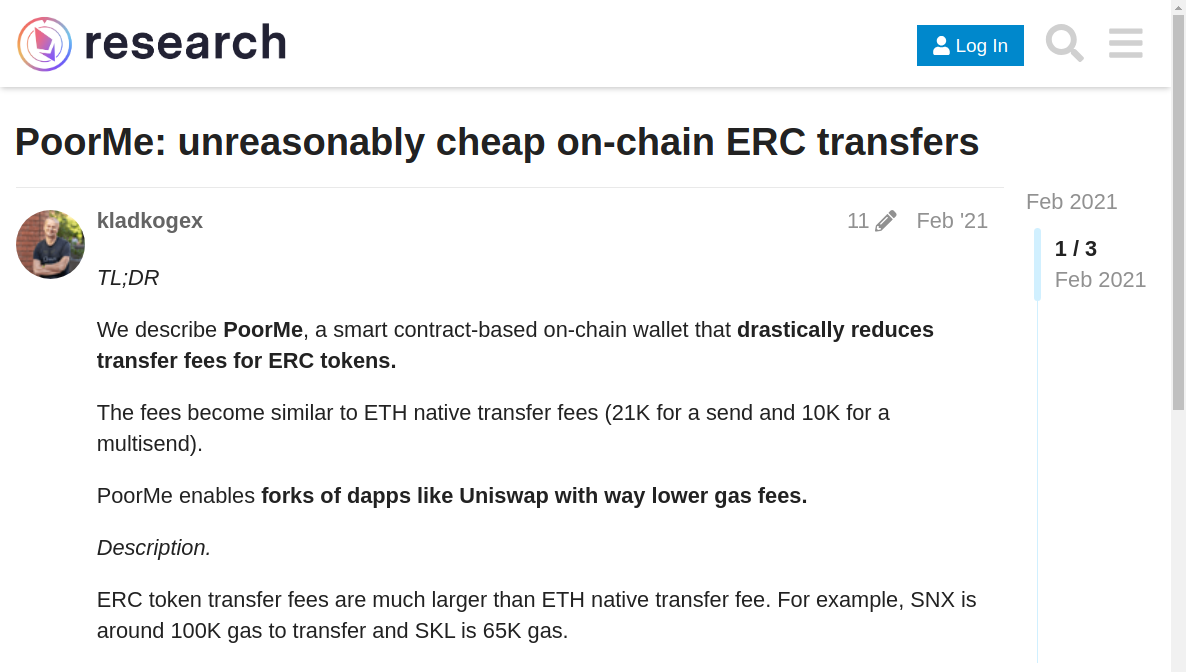 research
Log In
PoorMe: unreasonably cheap on-chain ERC transfers
kladkogex
11
Feb '21
Feb 2021
1 / 3
Feb 2021
TL;DR
We describe PoorMe, a smart contract-based on-chain wallet that drastically reduces
transfer fees for ERC tokens.
The fees become similar to ETH native transfer fees (21K for a send and 10K for a
multisend).
PoorMe enables forks of dapps like Uniswap with way lower gas fees.
Description.
ERC token transfer fees are much larger than ETH native transfer fee. For example, SNX is
around 100K gas to transfer and SKL is 65K gas.